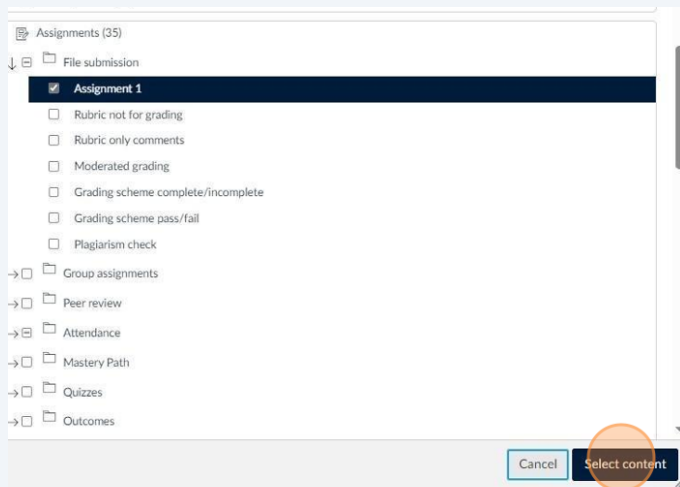 Assignments (35)
File submission
Assignment 1
Rubric not for grading
Rubric only comments
Moderated grading
Grading scheme complete/incomplete
Grading scheme pass/fail
Plagiarism check
Group assignments
Peer review
Attendance
Mastery Path
Quizzes
Outcomes
Cancel Select content